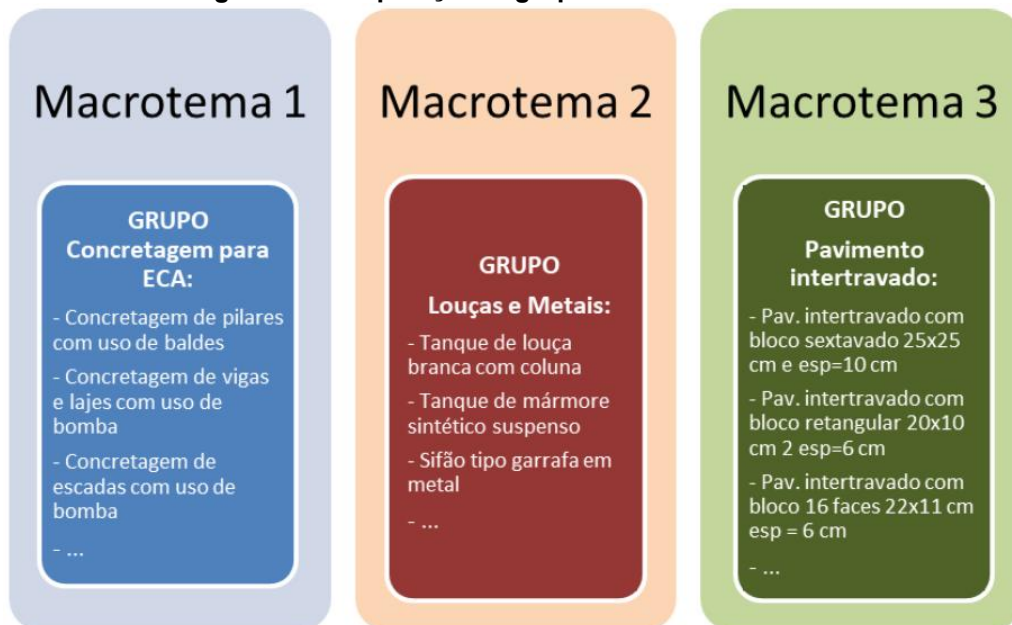 Macrotema 1
GRUPO
Concretagem para
ECA:
- Concretagem de pilares
com uso de baldes
- Concretagem de vigas
e lajes com uso de
bomba
- Concretagem de
escadas com uso de
bomba
- ...
Macrotema 2
GRUPO
Louças e Metais:
- Tanque de louça
branca com coluna
- Tanque de mármore
sintético suspenso
- Sifão tipo garrafa em
metal
- ...
Macrotema 3
GRUPO
Pavimento
intertravado:
- Pav. intertravado com
bloco sextavado 25x25
cm e esp=10 cm
- Pav. intertravado com
bloco retangular 20x10
cm 2 esp=6 cm
- Pav. intertravado com
bloco 16 faces 22x11 cm
esp = 6 cm
- ...